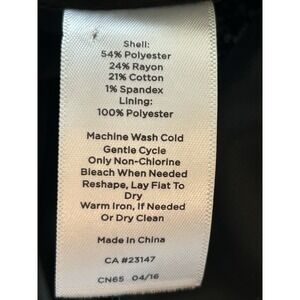 Shell:
54% Polyester
24% Rayon
21% Cotton
1% Spandex
Lining:
100% Polyester
Machine Wash Cold
Gentle Cycle
Only Non-Chlorine
Bleach When Needed
Reshape, Lay Flat To
Dry
Warm Iron, if Needed
Or Dry Clean
Made in China
CA #23147
CN65 04/16